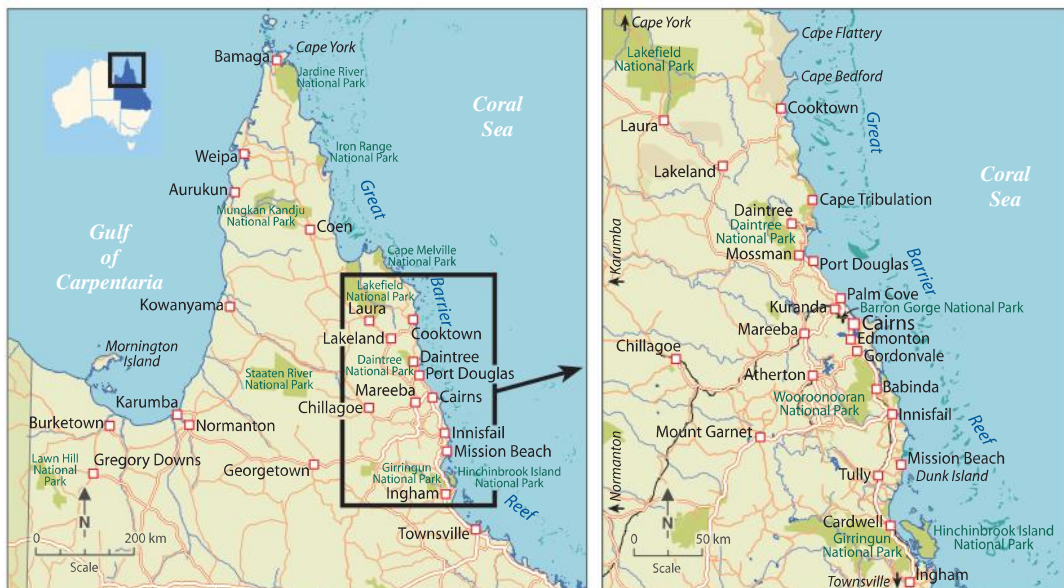 Cape York
Bamaga
Jardine River
National Park
Coral
Sea
Iron Range
National Park
Weipa
Aurukun
Great
Mungkan Kandju
National Park
Coen
Gulf
of
Carpentaria
Cape Melville
National Park
Barrier
Lakefield
National Park
Kowanyama
Laura
Cooktown
Lakeland
Mornington
Island
Daintree
Daintree
National Park
Port Douglas
Staaten River
National Park
Mareeba
Cairns
Chillagoe
Karumba
Burketown
Normanton
Innisfail
Mission Beach
Lawn Hill
National
Park
Gregory Downs
Georgetown
Girringun
National Park
Hinchinbrook Island
National Park
Ingham
Reef
N
Townsville
0
200 km
Scale
Cape York
Cape Flattery
Lakefield
National Park
Cape Bedford
Cooktown
Laura
Great
Lakeland
Coral
Sea
Cape Tribulation
Daintree
Daintree
National Park
Karumba
Mossman
Port Douglas
Barrier
Palm Cove
Kuranda
Barron Gorge National Park
Cairns
Mareeba
Edmonton
Gordonvale
Chillagoe
Atherton
Babinda
Wooroonooran
National Park
Innisfail
Reef
Mount Garnet
Normanton
Mission Beach
Tully
Dunk Island
N
Cardwell
Girringun
National Park
Hinchinbrook Island
National Park
0
50 km
Scale
Townsville
Ingham